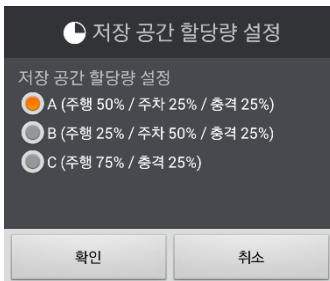 저장 공간 할당량 설정
저장 공간 할당량 설정
A (주행 50% / 주차 25% / 충격 25%)
B (주행 25% / 주차 50% / 충격 25%)
C (주행 75% / 충격 25%)
확인 취소